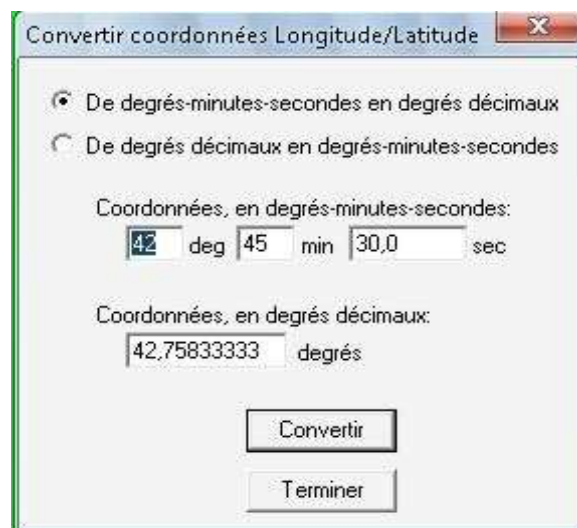 Convertir coordonnées Longitude/Latitude
De degrés-minutes-secondes en degrés décimaux
De degrés décimaux en degrés-minutes-secondes
Coordonnées, en degrés-minutes-secondes:
42 deg 45 min 30,0 sec
Coordonnées, en degrés décimaux:
42,75833333 degrés
Convertir
Terminer